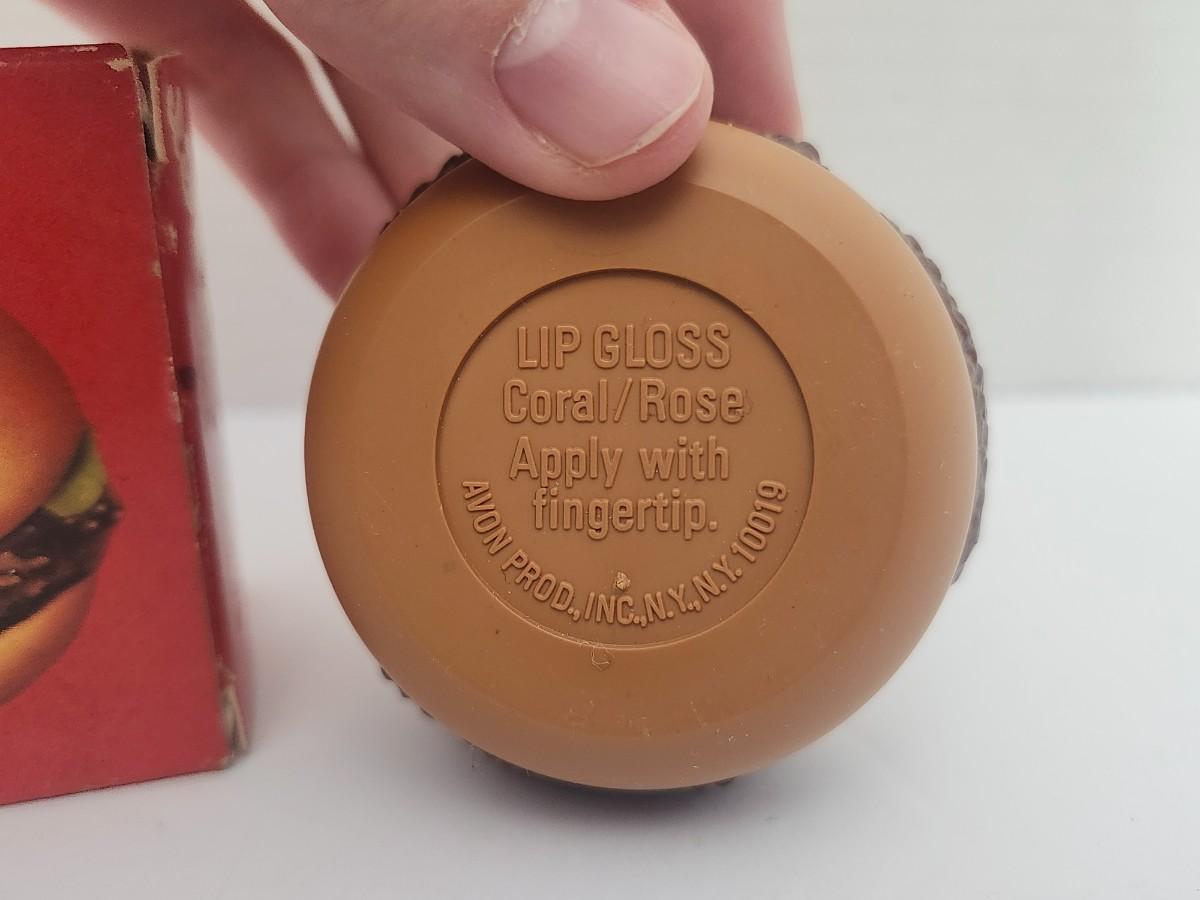 LIP GLOSS
Coral/Rose
Apply with
fingertip.
AVON PROD., INC., N.Y., N.Y. 10019